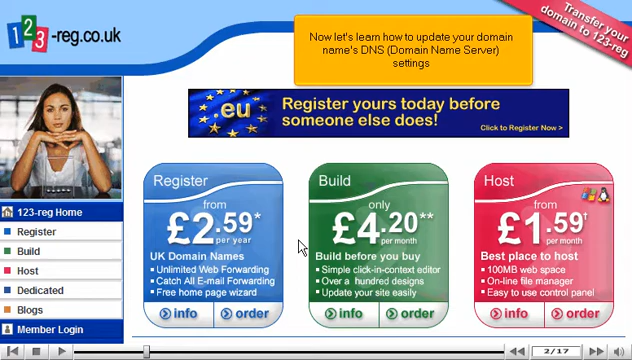 123-reg.co.uk
Now let's learn how to update your domain
name's DNS (Domain Name Server)
settings
Transfer your
domain to 123-reg
.eu
Register yours today before
someone else does!
Click to Register Now >
123-reg Home
Register
Build
Host
Dedicated
Blogs
Member Login
Register
from
£2.59*
per year
UK Domain Names
Unlimited Web Forwarding
Catch All E-mail Forwarding
Free home page wizard
info
order
Build
only
£4.20**
per month
Build before you buy
Simple click-in-context editor
Over a hundred designs
Update your site easily
info
order
Host
from
£1.59†
per month
Best place to host
100MB web space
On-line file manager
Easy to use control panel
info
order
2/17